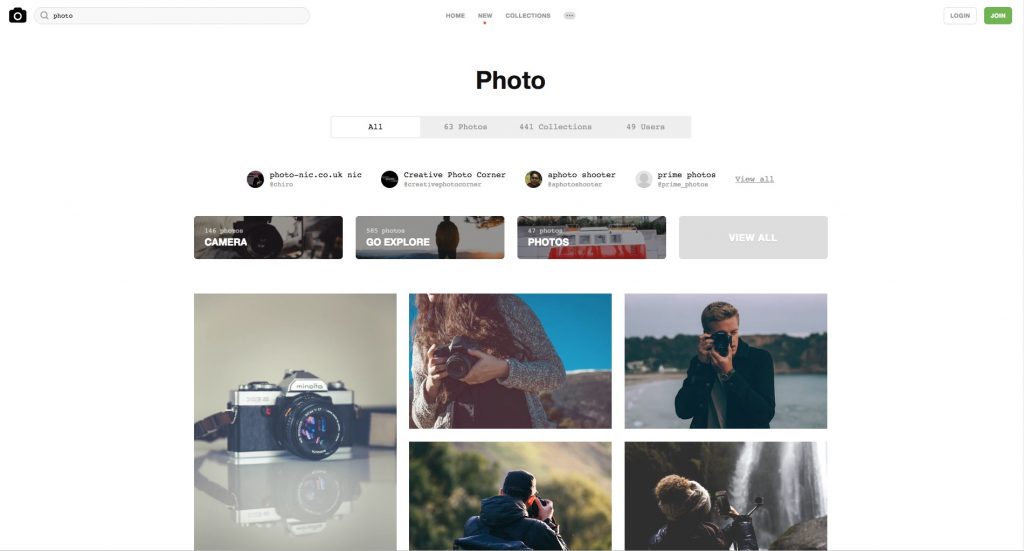 photo
HOME NEW COLLECTIONS
LOGIN JOIN
Photo
All 63 Photos 441 Collections 49 Users
photo-nic.co.uk nic
@chiro
Creative Photo Corner
@creativephotocorner
aphoto shooter
@aphotoshooter
prime photos
@prime_photos
View all
146 photos
CAMERA
585 photos
GO EXPLORE
47 photos
PHOTOS
VIEW ALL
minolta